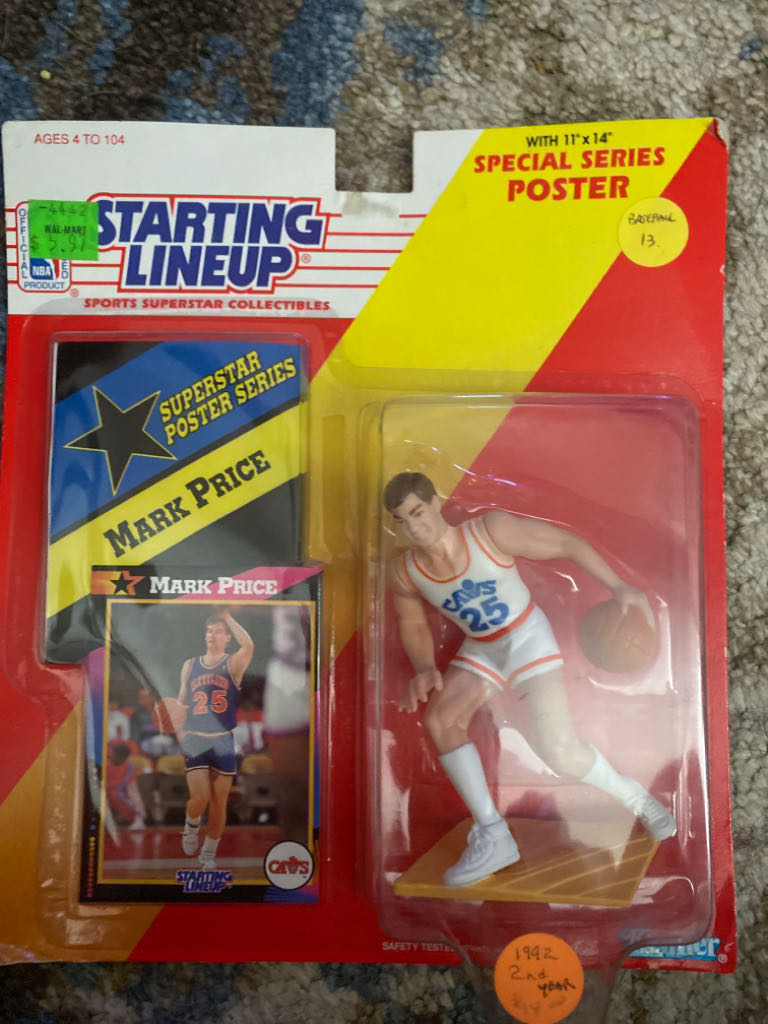 AGES 4 TO 104
WITH 11" x 14"
SPECIAL SERIES
POSTER
BASEBALL
13.
4442
WAL-MART
$ 5.97
OFFICIAL
NBA
PRODUCT
STARTING
LINEUP®
SPORTS SUPERSTAR COLLECTIBLES
SUPERSTAR
POSTER SERIES
MARK PRICE
MARK PRICE
25
STARTING
LINEUP
CAVS
CAVS
25
SAFETY TESTED
1992
2nd
YEAR